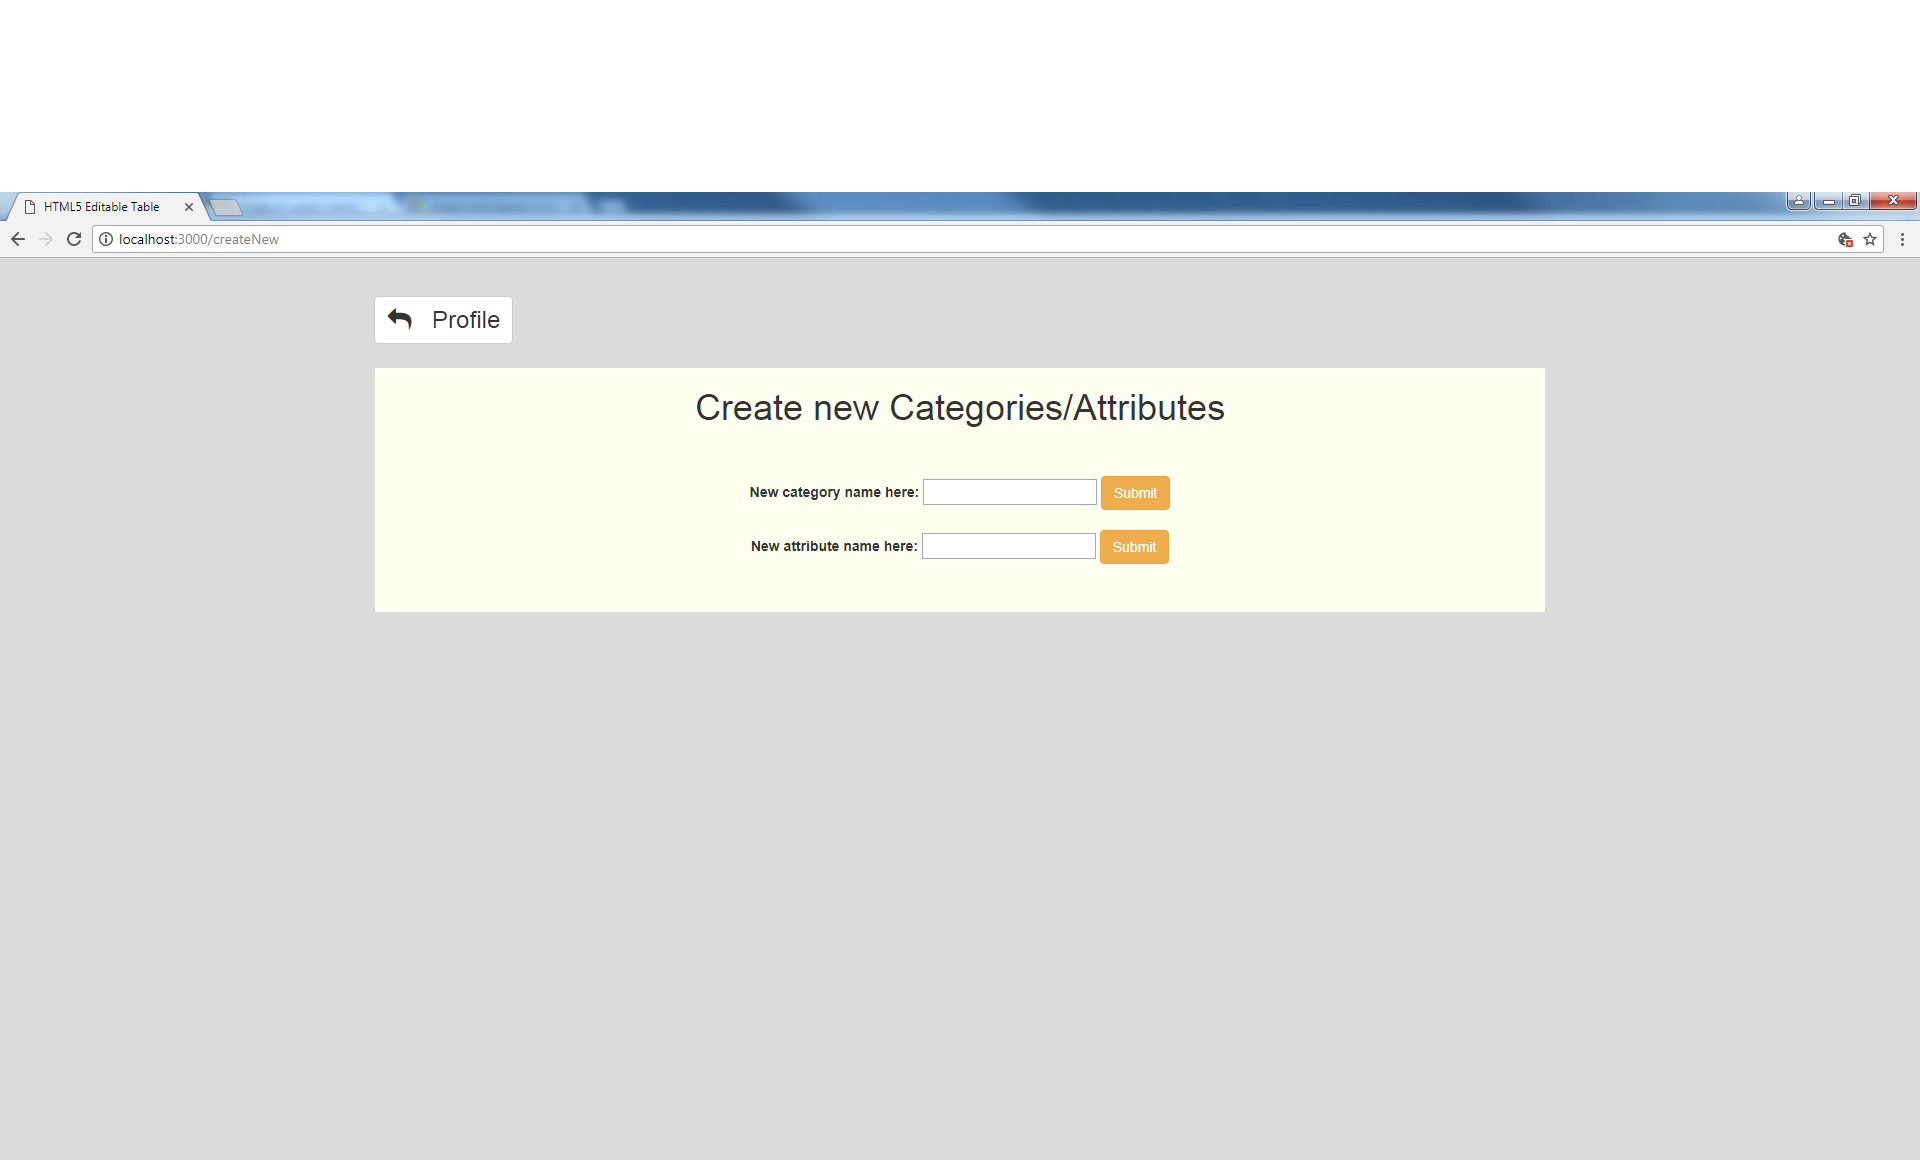 HTML5 Editable Table
localhost:3000/createNew
Profile
Create new Categories/Attributes
New category name here: Submit
New attribute name here: Submit